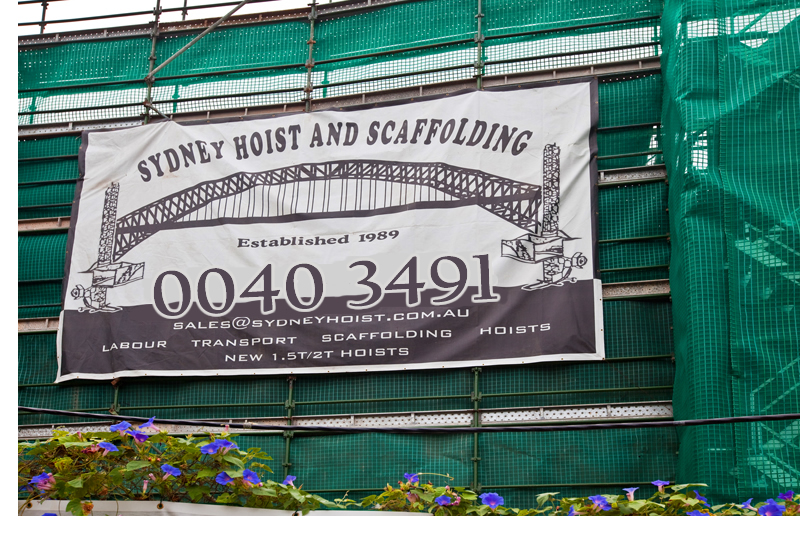 SYDNEY HOIST AND SCAFFOLDING
Established 1989
0040 3491
SALES@SYDNEYHOIST.COM.AU
LABOUR TRANSPORT SCAFFOLDING HOISTS
NEW 1.5T/2T HOISTS